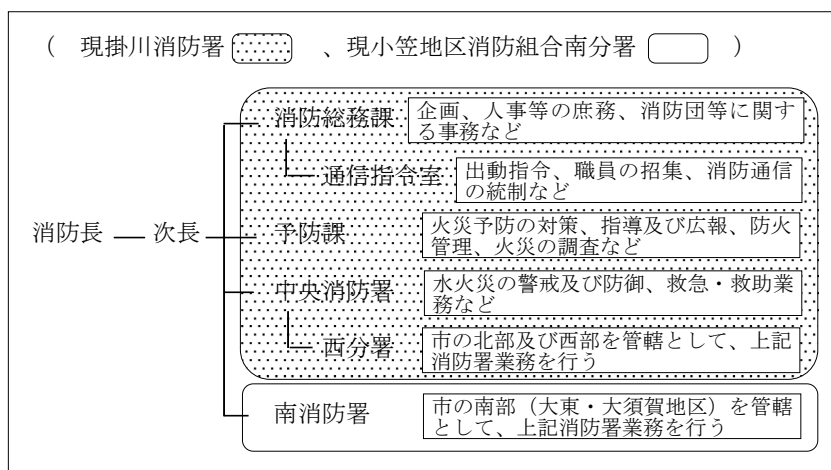 ( 現掛川消防署 、現小笠地区消防組合南分署 )
消防総務課
企画、人事等の庶務、消防団等に関す
る事務など
通信指令室
出動指令、職員の招集、消防通信
の統制など
消防長
次長
予防課
火災予防の対策、指導及び広報、防火
管理、火災の調査など
中央消防署
水火災の警戒及び防御、救急・救助業
務など
西分署
市の北部及び西部を管轄として、上記
消防署業務を行う
南消防署
市の南部（大東・大須賀地区）を管轄
として、上記消防署業務を行う